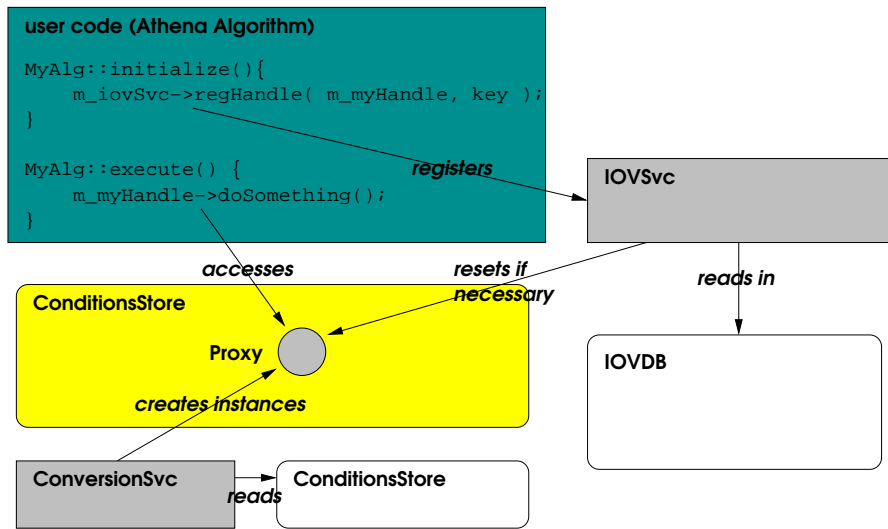 user code (Athena Algorithm)
MyAlg::initialize(){
m_iovSvc->regHandle( m_myHandle, key );
}
MyAlg::execute() {
m_myHandle->doSomething();
}
registers
IOVSvc
accesses
resets if
necessary
reads in
ConditionsStore
Proxy
IOVDB
creates instances
ConversionSvc
reads
ConditionsStore